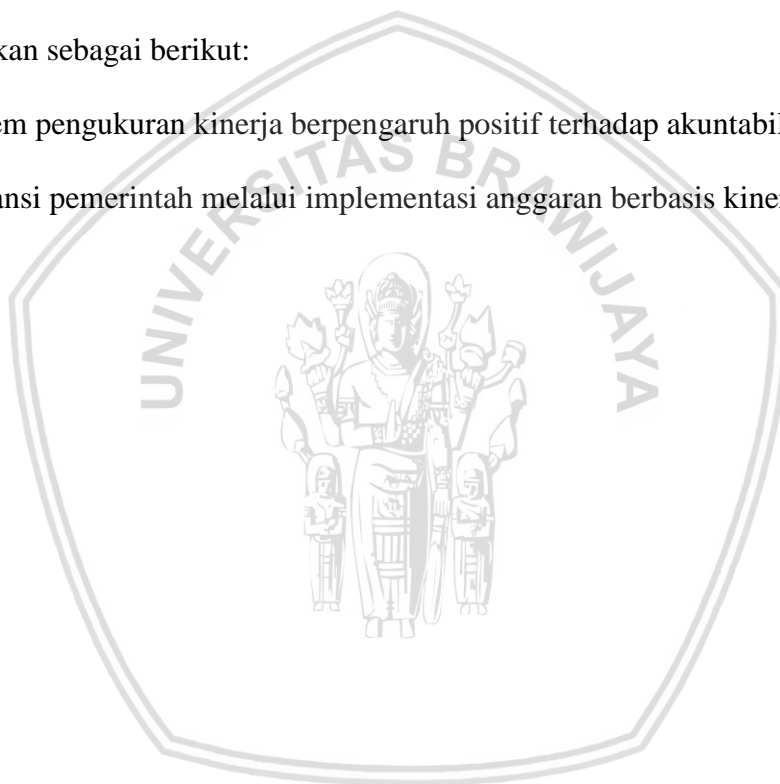 kan sebagai berikut:
em pengukuran kinerja berpengaruh positif terhadap akuntabil
ansi pemerintah melalui implementasi anggaran berbasis kiner
UNIVERSITAS BRAWIJAYA